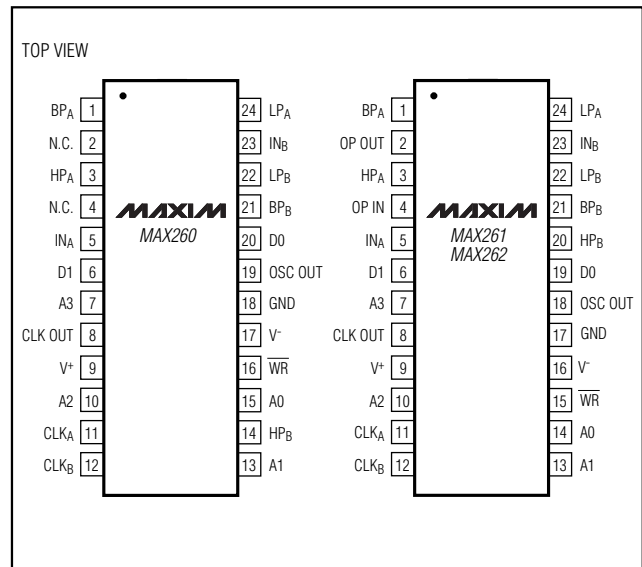 TOP VIEW
BPA 1 24 LPA
N.C. 2 23 INB
HPA 3 22 LPB
N.C. 4 21 BPB
INA 5 20 D0
D1 6 19 OSC OUT
A3 7 18 GND
CLK OUT 8 17 V-
V+ 9 16 WR
A2 10 15 A0
CLKA 11 14 HPB
CLKB 12 13 A1
MAXIM
MAX260
BPA 1 24 LPA
OP OUT 2 23 INB
HPA 3 22 LPB
OP IN 4 21 BPB
INA 5 20 HPB
D1 6 19 D0
A3 7 18 OSC OUT
CLK OUT 8 17 GND
V+ 9 16 V-
A2 10 15 WR
CLKA 11 14 A0
CLKB 12 13 A1
MAXIM
MAX261
MAX262